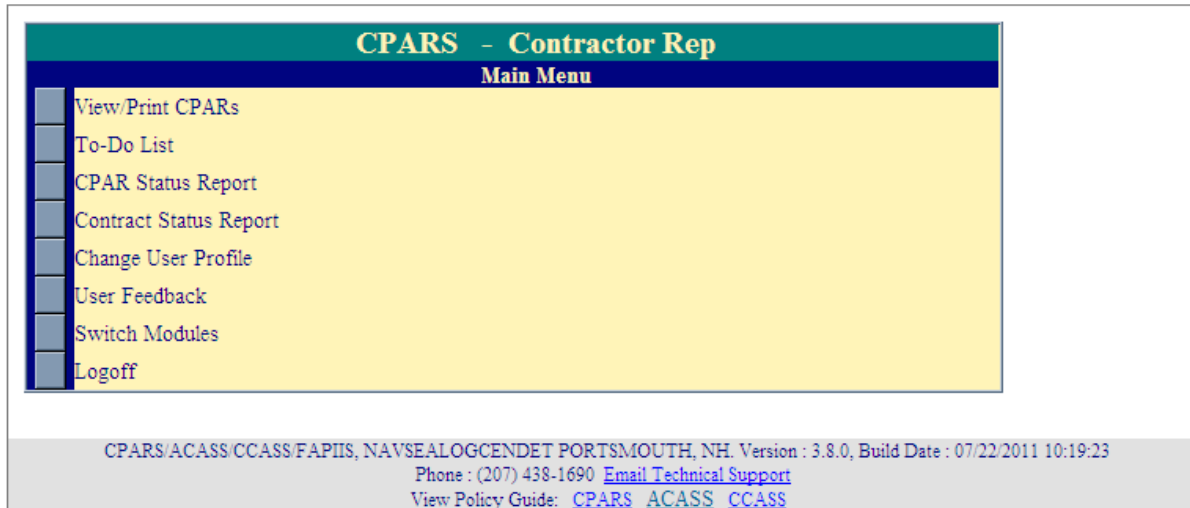 CPARS - Contractor Rep
Main Menu
View/Print CPARs
To-Do List
CPAR Status Report
Contract Status Report
Change User Profile
User Feedback
Switch Modules
Logoff
CPARS/ACASS/CCASS/FAPIIS, NAVSEALOGCENDET PORTSMOUTH, NH. Version : 3.8.0, Build Date : 07/22/2011 10:19:23
Phone : (207) 438-1690 Email Technical Support
View Policy Guide: CPARS ACASS CCASS